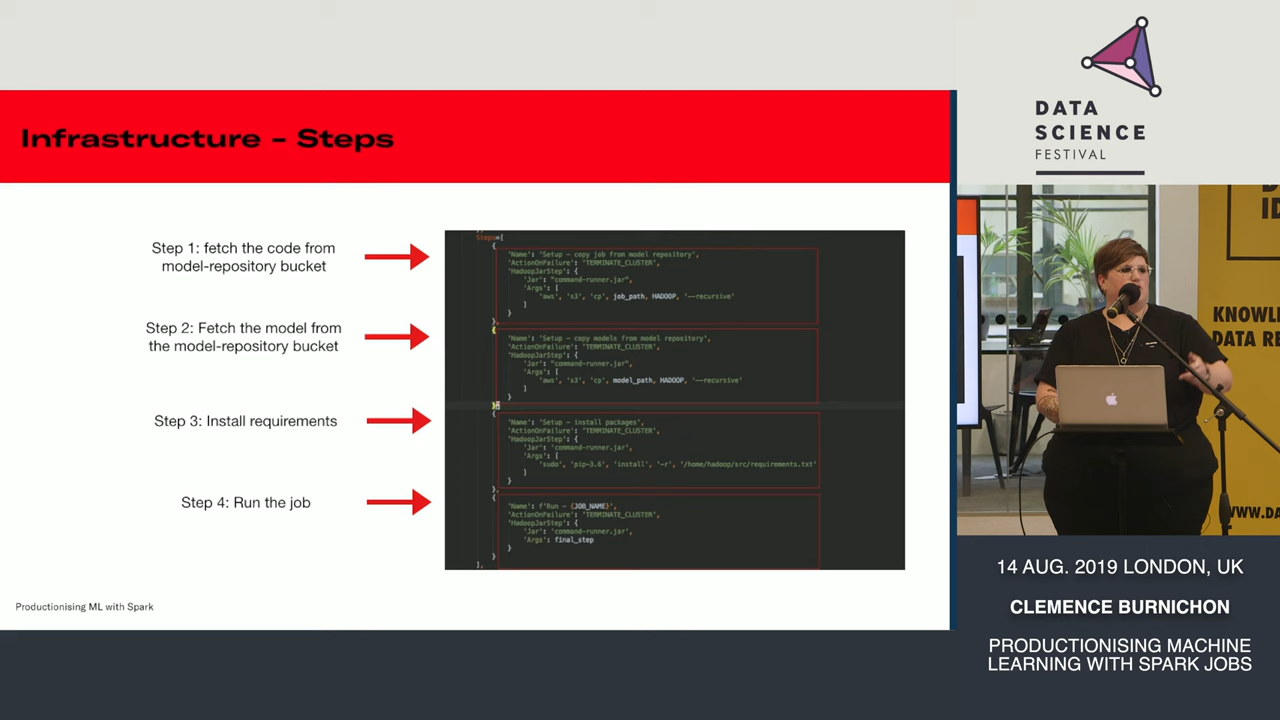 Infrastructure – Steps
Step 1: fetch the code from
model-repository bucket
Step 2: Fetch the model from
the model-repository bucket
Step 3: Install requirements
Step 4: Run the job
Steps=[
{
'Name': 'Setup - copy job from model repository',
'ActionOnFailure': 'TERMINATE_CLUSTER',
'HadoopJarStep': {
'Jar': 'command-runner.jar',
'Args': [
'aws', 's3', 'cp', job_path, HADOOP, '--recursive'
]
}
},
{
'Name': 'Setup - copy models from model repository',
'ActionOnFailure': 'TERMINATE_CLUSTER',
'HadoopJarStep': {
'Jar': 'command-runner.jar',
'Args': [
'aws', 's3', 'cp', model_path, HADOOP, '--recursive'
]
}
},
{
'Name': 'Setup - install packages',
'ActionOnFailure': 'TERMINATE_CLUSTER',
'HadoopJarStep': {
'Jar': 'command-runner.jar',
'Args': [
'sudo', 'pip-3.6', 'install', '-r', '/home/hadoop/src/requirements.txt'
]
}
},
{
'Name': f'Run - {JOB_NAME}',
'ActionOnFailure': 'TERMINATE_CLUSTER',
'HadoopJarStep': {
'Jar': 'command-runner.jar',
'Args': final_step
}
}
],
Productionising ML with Spark
DATA
SCIENCE
FESTIVAL
ID
KNOWL
DATA RE
WW.DA
14 AUG. 2019 LONDON, UK
CLEMENCE BURNICHON
PRODUCTIONISING MACHINE
LEARNING WITH SPARK JOBS